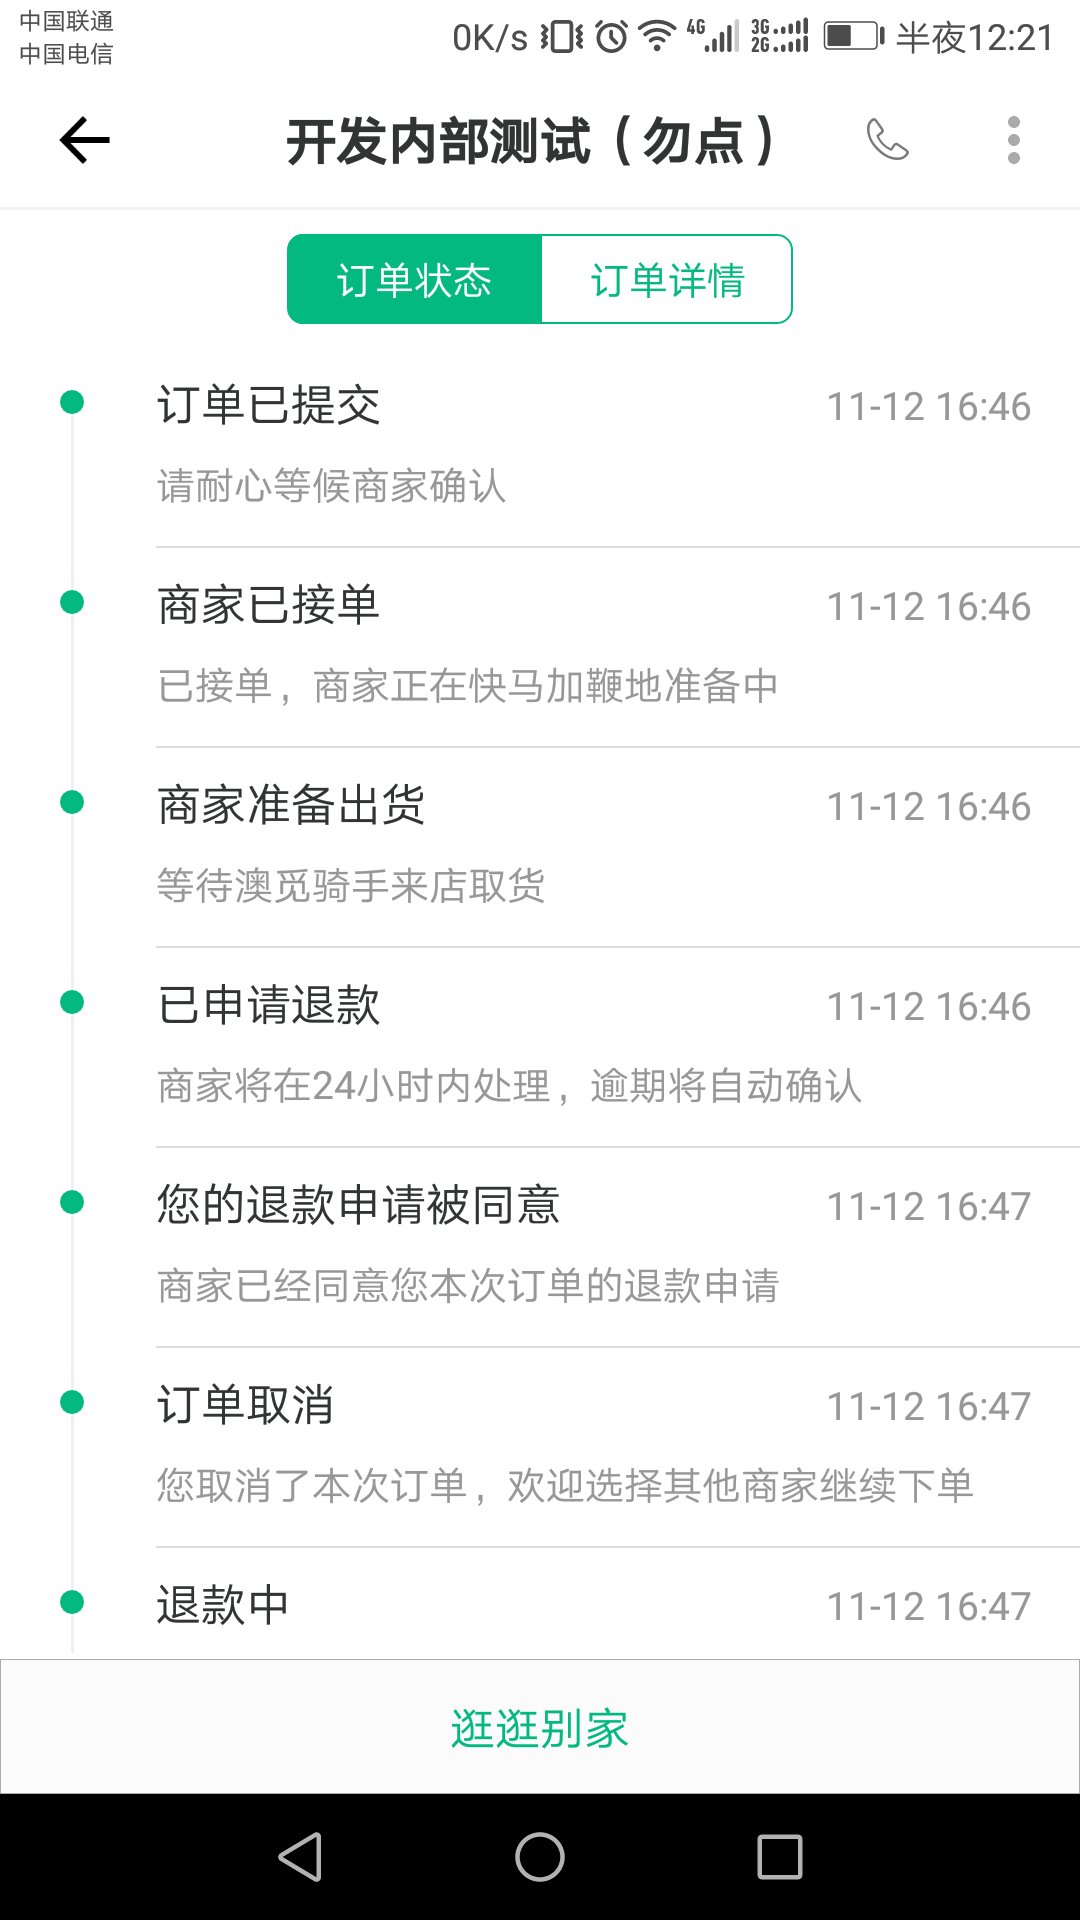 中国联通
中国电信
0K/s 4G 3G 2G 半夜12:21
开发内部测试（勿点）
订单状态 订单详情
订单已提交 11-12 16:46
请耐心等候商家确认
商家已接单 11-12 16:46
已接单，商家正在快马加鞭地准备中
商家准备出货 11-12 16:46
等待澳觅骑手来店取货
已申请退款 11-12 16:46
商家将在24小时内处理，逾期将自动确认
您的退款申请被同意 11-12 16:47
商家已经同意您本次订单的退款申请
订单取消 11-12 16:47
您取消了本次订单，欢迎选择其他商家继续下单
退款中 11-12 16:47
逛逛别家